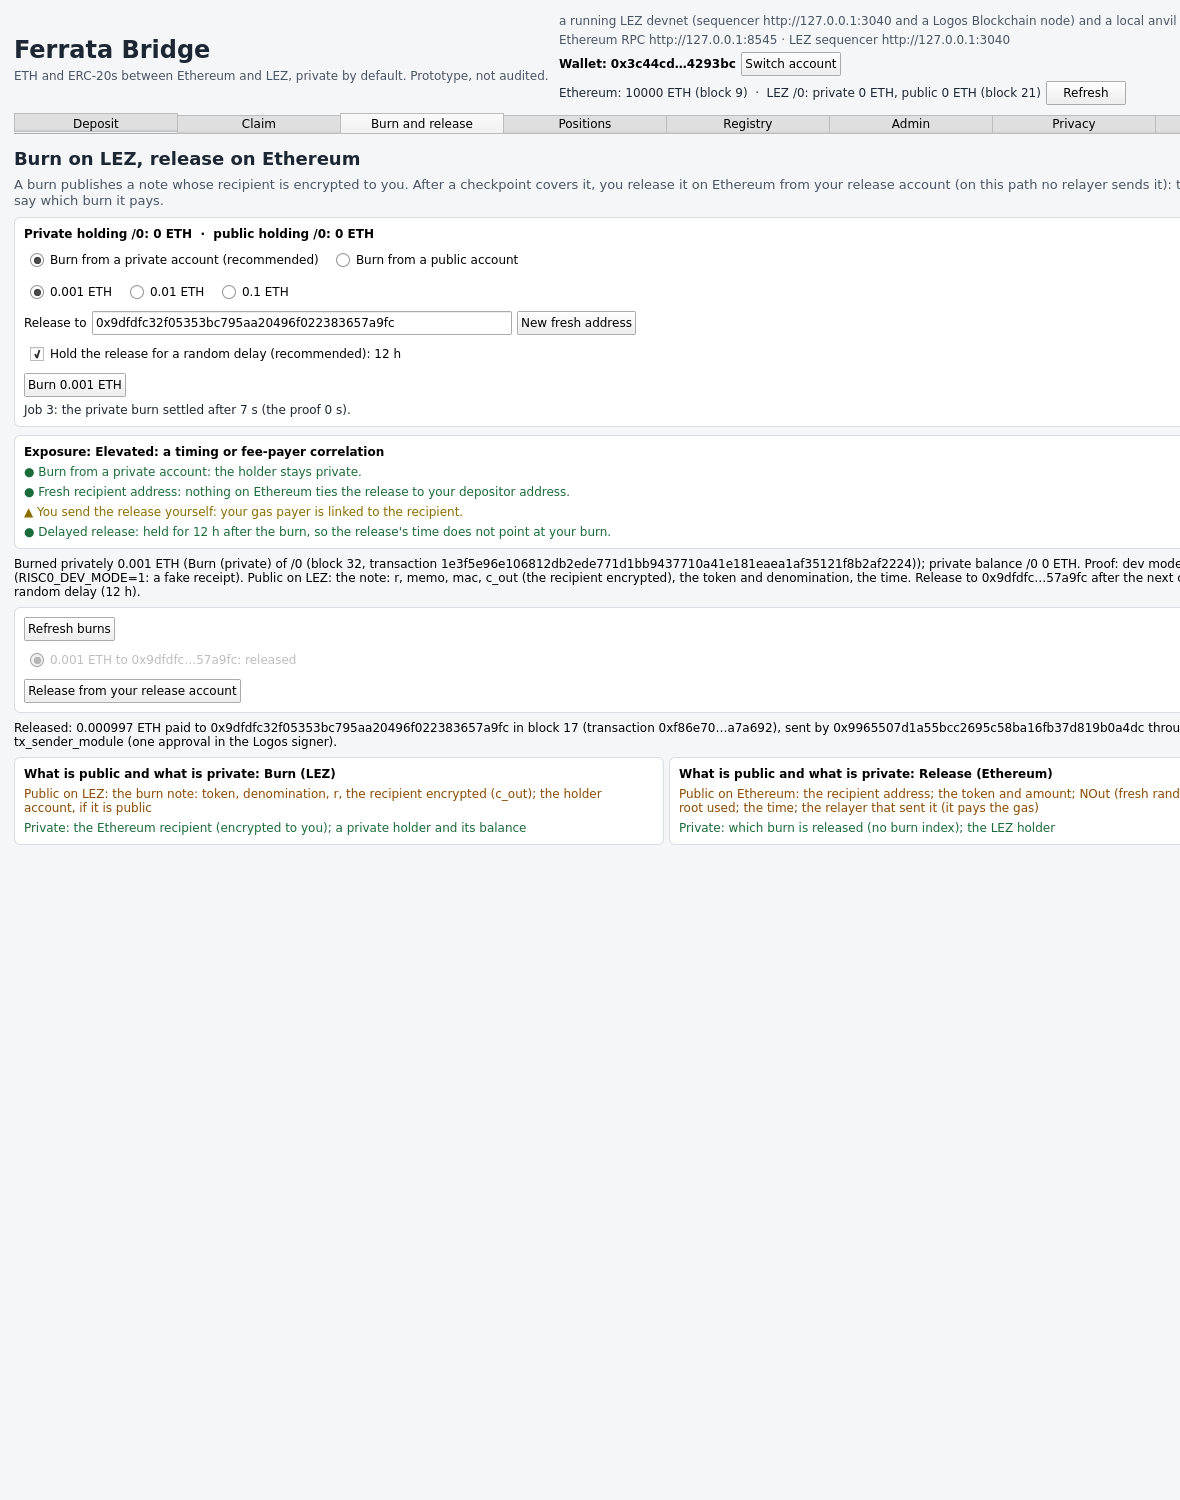 a running LEZ devnet (sequencer http://127.0.0.1:3040 and a Logos Blockchain node) and a local anvil
Ferrata Bridge
ETH and ERC-20s between Ethereum and LEZ, private by default. Prototype, not audited.
Ethereum RPC http://127.0.0.1:8545 · LEZ sequencer http://127.0.0.1:3040
Wallet: 0x3c44cd…4293bc Switch account
Ethereum: 10000 ETH (block 9) · LEZ /0: private 0 ETH, public 0 ETH (block 21) Refresh
Deposit Claim Burn and release Positions Registry Admin Privacy
Burn on LEZ, release on Ethereum
A burn publishes a note whose recipient is encrypted to you. After a checkpoint covers it, you release it on Ethereum from your release account (on this path no relayer sends it):
say which burn it pays.
Private holding /0: 0 ETH · public holding /0: 0 ETH
Burn from a private account (recommended) Burn from a public account
0.001 ETH 0.01 ETH 0.1 ETH
Release to 0x9dfdfc32f05353bc795aa20496f022383657a9fc New fresh address
Hold the release for a random delay (recommended): 12 h
Burn 0.001 ETH
Job 3: the private burn settled after 7 s (the proof 0 s).
Exposure: Elevated: a timing or fee-payer correlation
● Burn from a private account: the holder stays private.
● Fresh recipient address: nothing on Ethereum ties the release to your depositor address.
▲ You send the release yourself: your gas payer is linked to the recipient.
● Delayed release: held for 12 h after the burn, so the release's time does not point at your burn.
Burned privately 0.001 ETH (Burn (private) of /0 (block 32, transaction 1e3f5e96e106812db2ede771d1bb9437710a41e181eaea1af35121f8b2af2224)); private balance /0 0 ETH. Proof: dev mode
(RISC0_DEV_MODE=1: a fake receipt). Public on LEZ: the note: r, memo, mac, c_out (the recipient encrypted), the token and denomination, the time. Release to 0x9dfdfc…57a9fc after the next
random delay (12 h).
Refresh burns
0.001 ETH to 0x9dfdfc…57a9fc: released
Release from your release account
Released: 0.000997 ETH paid to 0x9dfdfc32f05353bc795aa20496f022383657a9fc in block 17 (transaction 0xf86e70…a7a692), sent by 0x9965507d1a55bcc2695c58ba16fb37d819b0a4dc
tx_sender_module (one approval in the Logos signer).
What is public and what is private: Burn (LEZ)
Public on LEZ: the burn note: token, denomination, r, the recipient encrypted (c_out); the holder
account, if it is public
Private: the Ethereum recipient (encrypted to you); a private holder and its balance
What is public and what is private: Release (Ethereum)
Public on Ethereum: the recipient address; the token and amount; NOut (fresh
root used; the time; the relayer that sent it (it pays the gas)
Private: which burn is released (no burn index); the LEZ holder